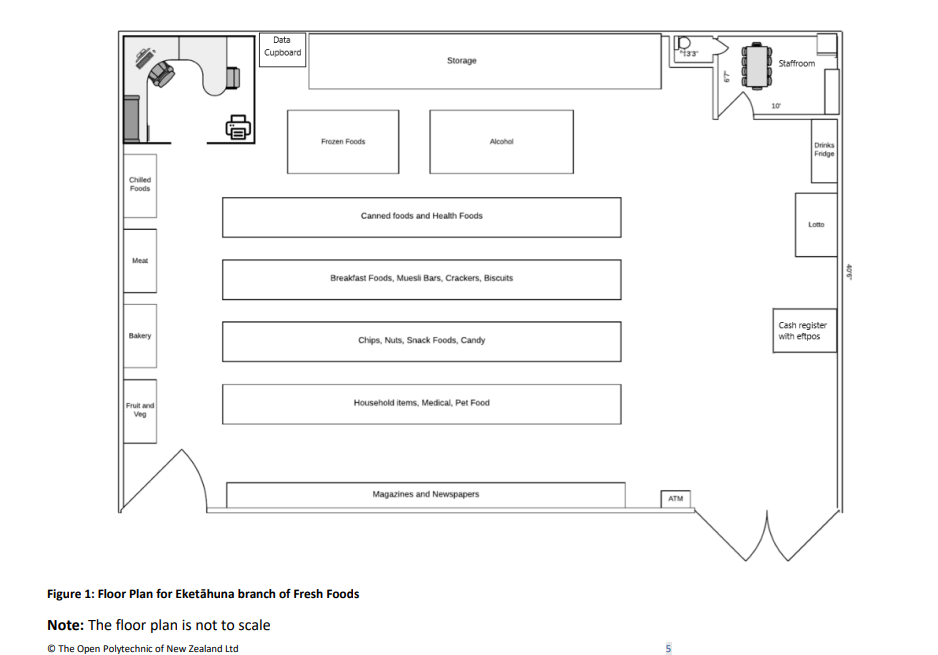 Data
Cupboard
Storage
13'3"
6'7"
Staffroom
10'
Frozen Foods
Alcohol
Drinks
Fridge
Chilled
Foods
Canned foods and Health Foods
Lotto
Meat
Breakfast Foods, Muesli Bars, Crackers, Biscuits
40'6"
Bakery
Chips, Nuts, Snack Foods, Candy
Cash register
with eftpos
Fruit and
Veg
Household items, Medical, Pet Food
Magazines and Newspapers
ATM
Figure 1: Floor Plan for Eketāhuna branch of Fresh Foods
Note: The floor plan is not to scale
© The Open Polytechnic of New Zealand Ltd
5